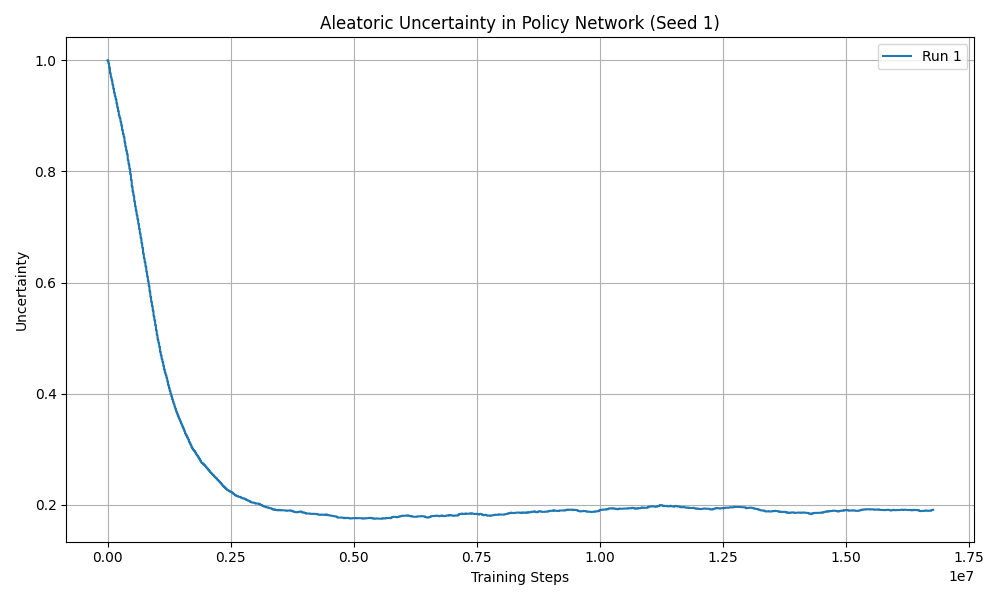 Aleatoric Uncertainty in Policy Network (Seed 1)
Run 1
1.0
0.8
0.6
0.4
0.2
Uncertainty
0.00 0.25 0.50 0.75 1.00 1.25 1.50 1.75
1e7
Training Steps